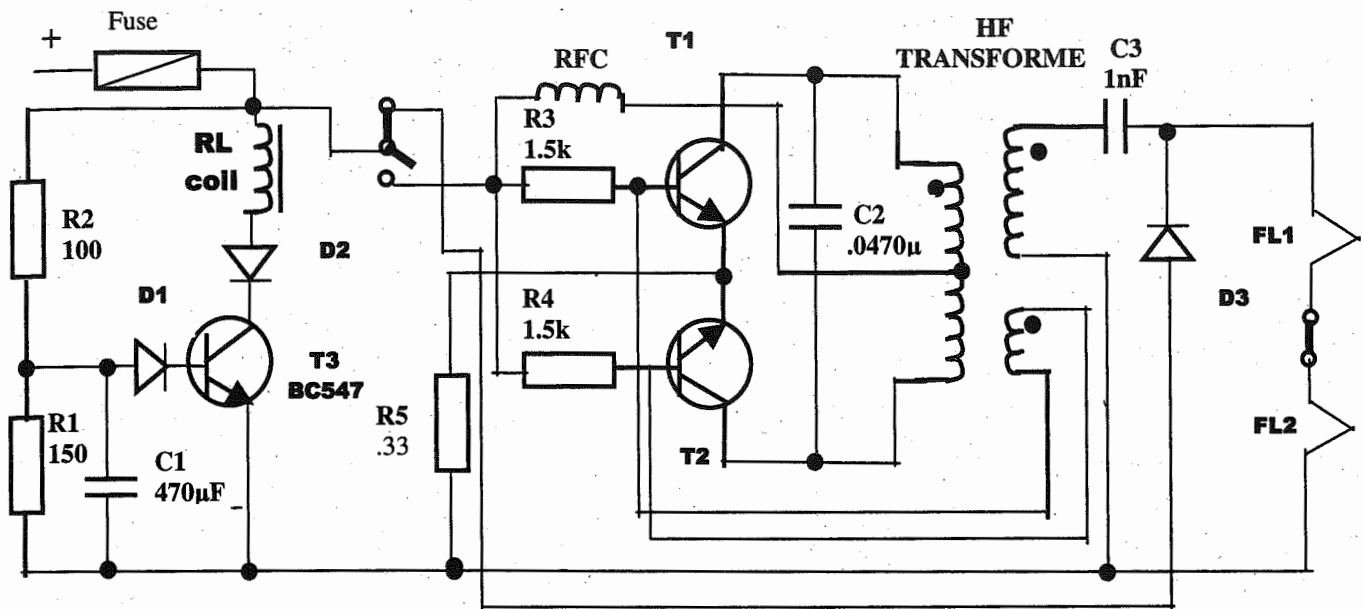 Fuse
+
T1
HF
TRANSFORME
C3
1nF
RFC
R3
1.5k
RL
coil
R2
100
D2
C2
.0470µ
FL1
D1
R4
1.5k
D3
T3
BC547
R1
150
C1
470µF
-
R5
.33
T2
FL2